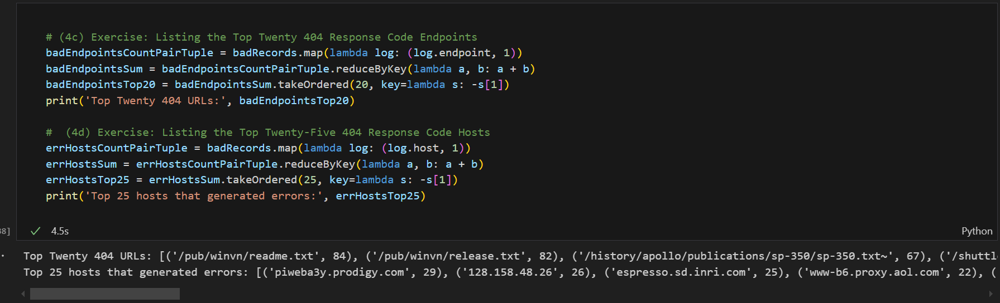 # (4c) Exercise: Listing the Top Twenty 404 Response Code Endpoints
badEndpointsCountPairTuple = badRecords.map(lambda log: (log.endpoint, 1))
badEndpointsSum = badEndpointsCountPairTuple.reduceByKey(lambda a, b: a + b)
badEndpointsTop20 = badEndpointsSum.takeOrdered(20, key=lambda s: -s[1])
print('Top Twenty 404 URLs:', badEndpointsTop20)
#  (4d) Exercise: Listing the Top Twenty-Five 404 Response Code Hosts
errHostsCountPairTuple = badRecords.map(lambda log: (log.host, 1))
errHostsSum = errHostsCountPairTuple.reduceByKey(lambda a, b: a + b)
errHostsTop25 = errHostsSum.takeOrdered(25, key=lambda s: -s[1])
print('Top 25 hosts that generated errors:', errHostsTop25)
8] 4.5s Python
Top Twenty 404 URLs: [('/pub/winvn/readme.txt', 84), ('/pub/winvn/release.txt', 82), ('/history/apollo/publications/sp-350/sp-350.txt~', 67), ('/shuttl
Top 25 hosts that generated errors: [('piweba3y.prodigy.com', 29), ('128.158.48.26', 26), ('espresso.sd.inri.com', 25), ('www-b6.proxy.aol.com', 22), (